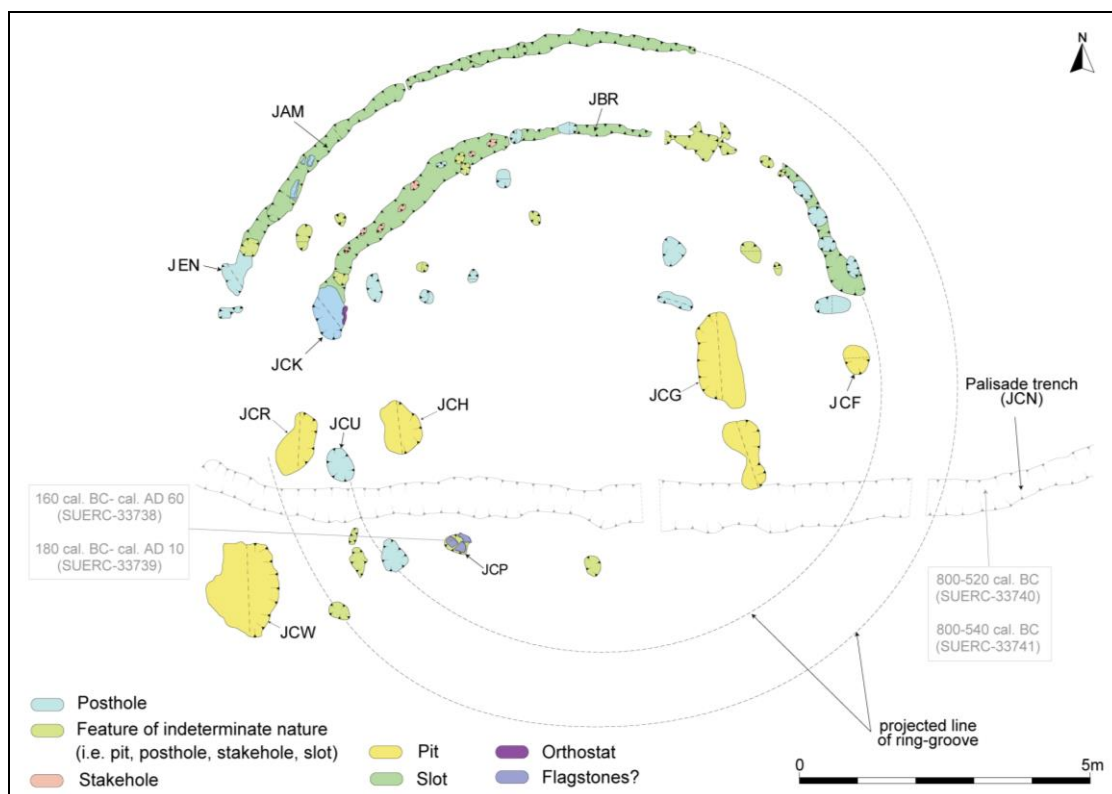 N
JAM
JBR
JEN
JCK
JCR
JCU
JCH
JCG
JCF
Palisade trench
(JCN)
160 cal. BC- cal. AD 60
(SUERC-33738)
180 cal. BC- cal. AD 10
(SUERC-33739)
JCP
JCW
800-520 cal. BC
(SUERC-33740)
800-540 cal. BC
(SUERC-33741)
projected line
of ring-groove
Posthole
Feature of indeterminate nature
(i.e. pit, posthole, stakehole, slot)
Stakehole
Pit
Slot
Orthostat
Flagstones?
0
5m